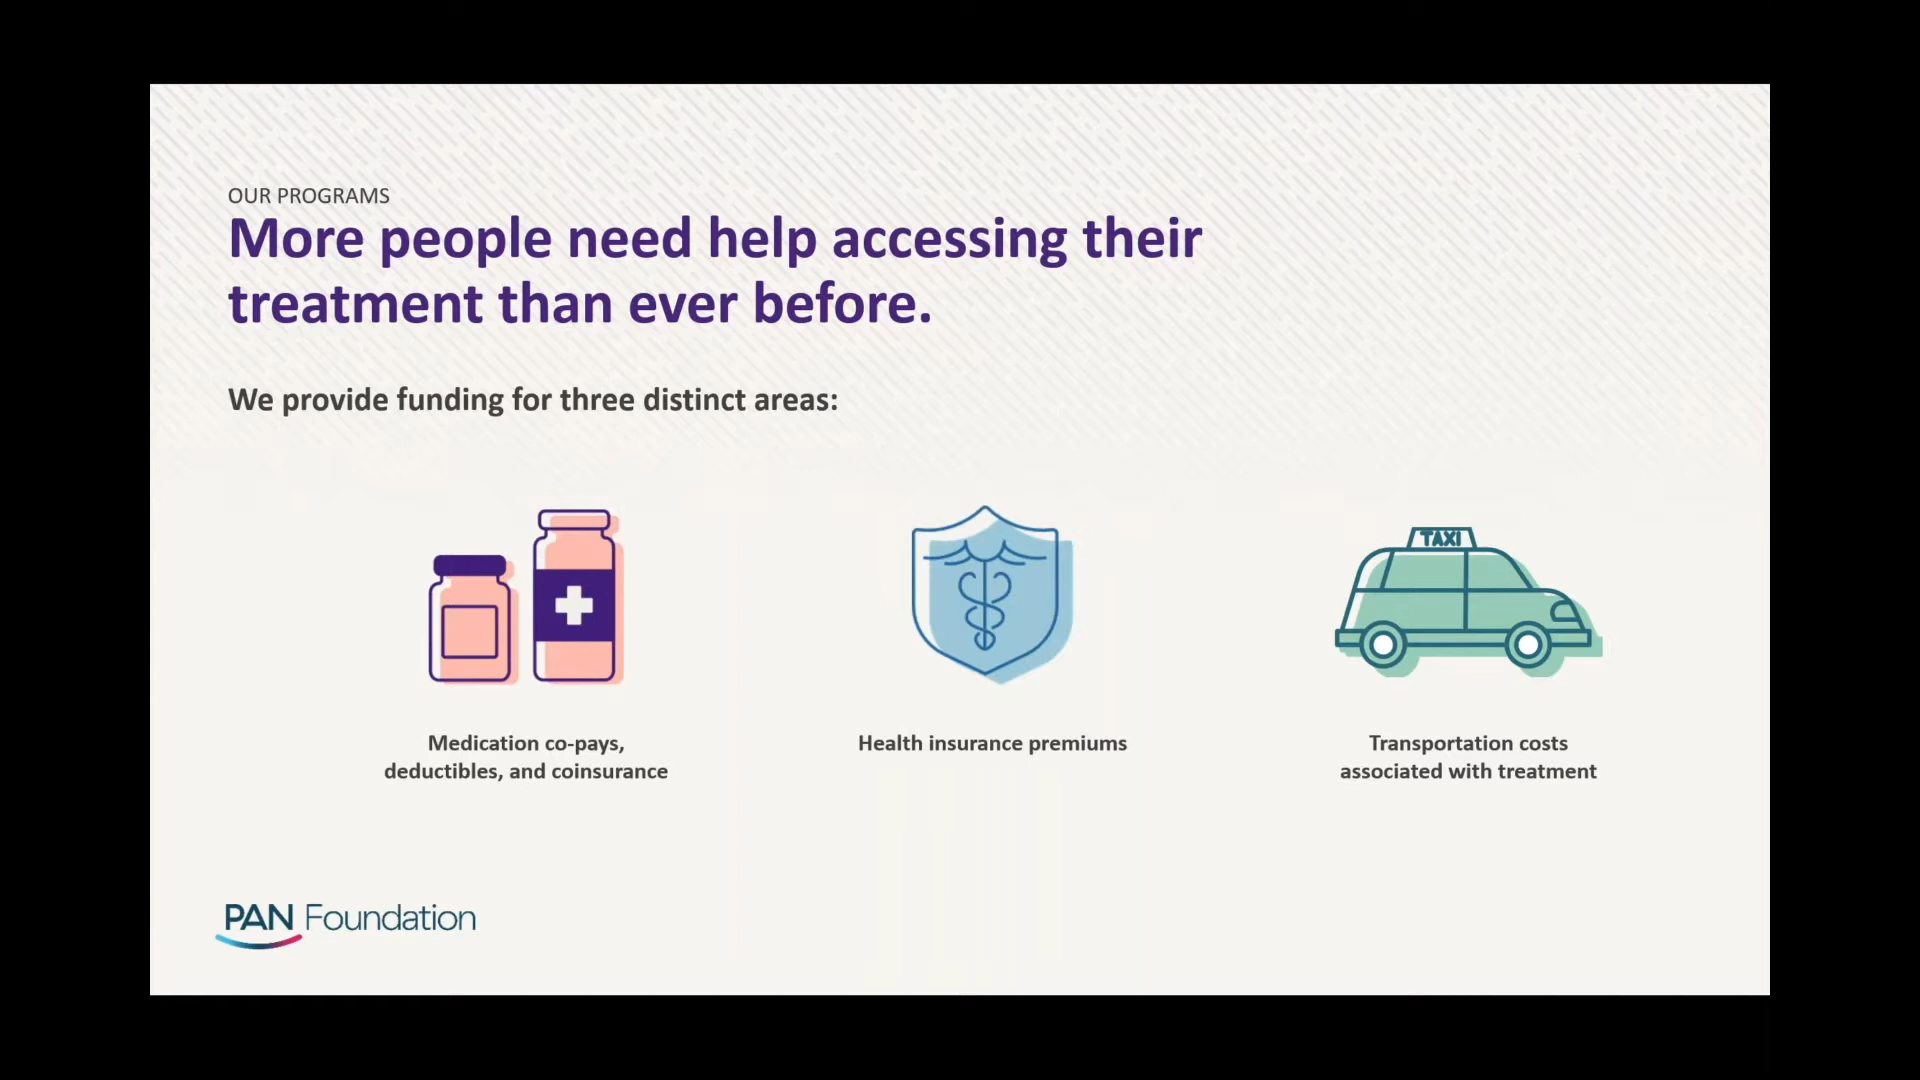 OUR PROGRAMS
More people need help accessing their
treatment than ever before.
We provide funding for three distinct areas:
TAXI
Medication co-pays,
deductibles, and coinsurance
Health insurance premiums
Transportation costs
associated with treatment
PAN Foundation